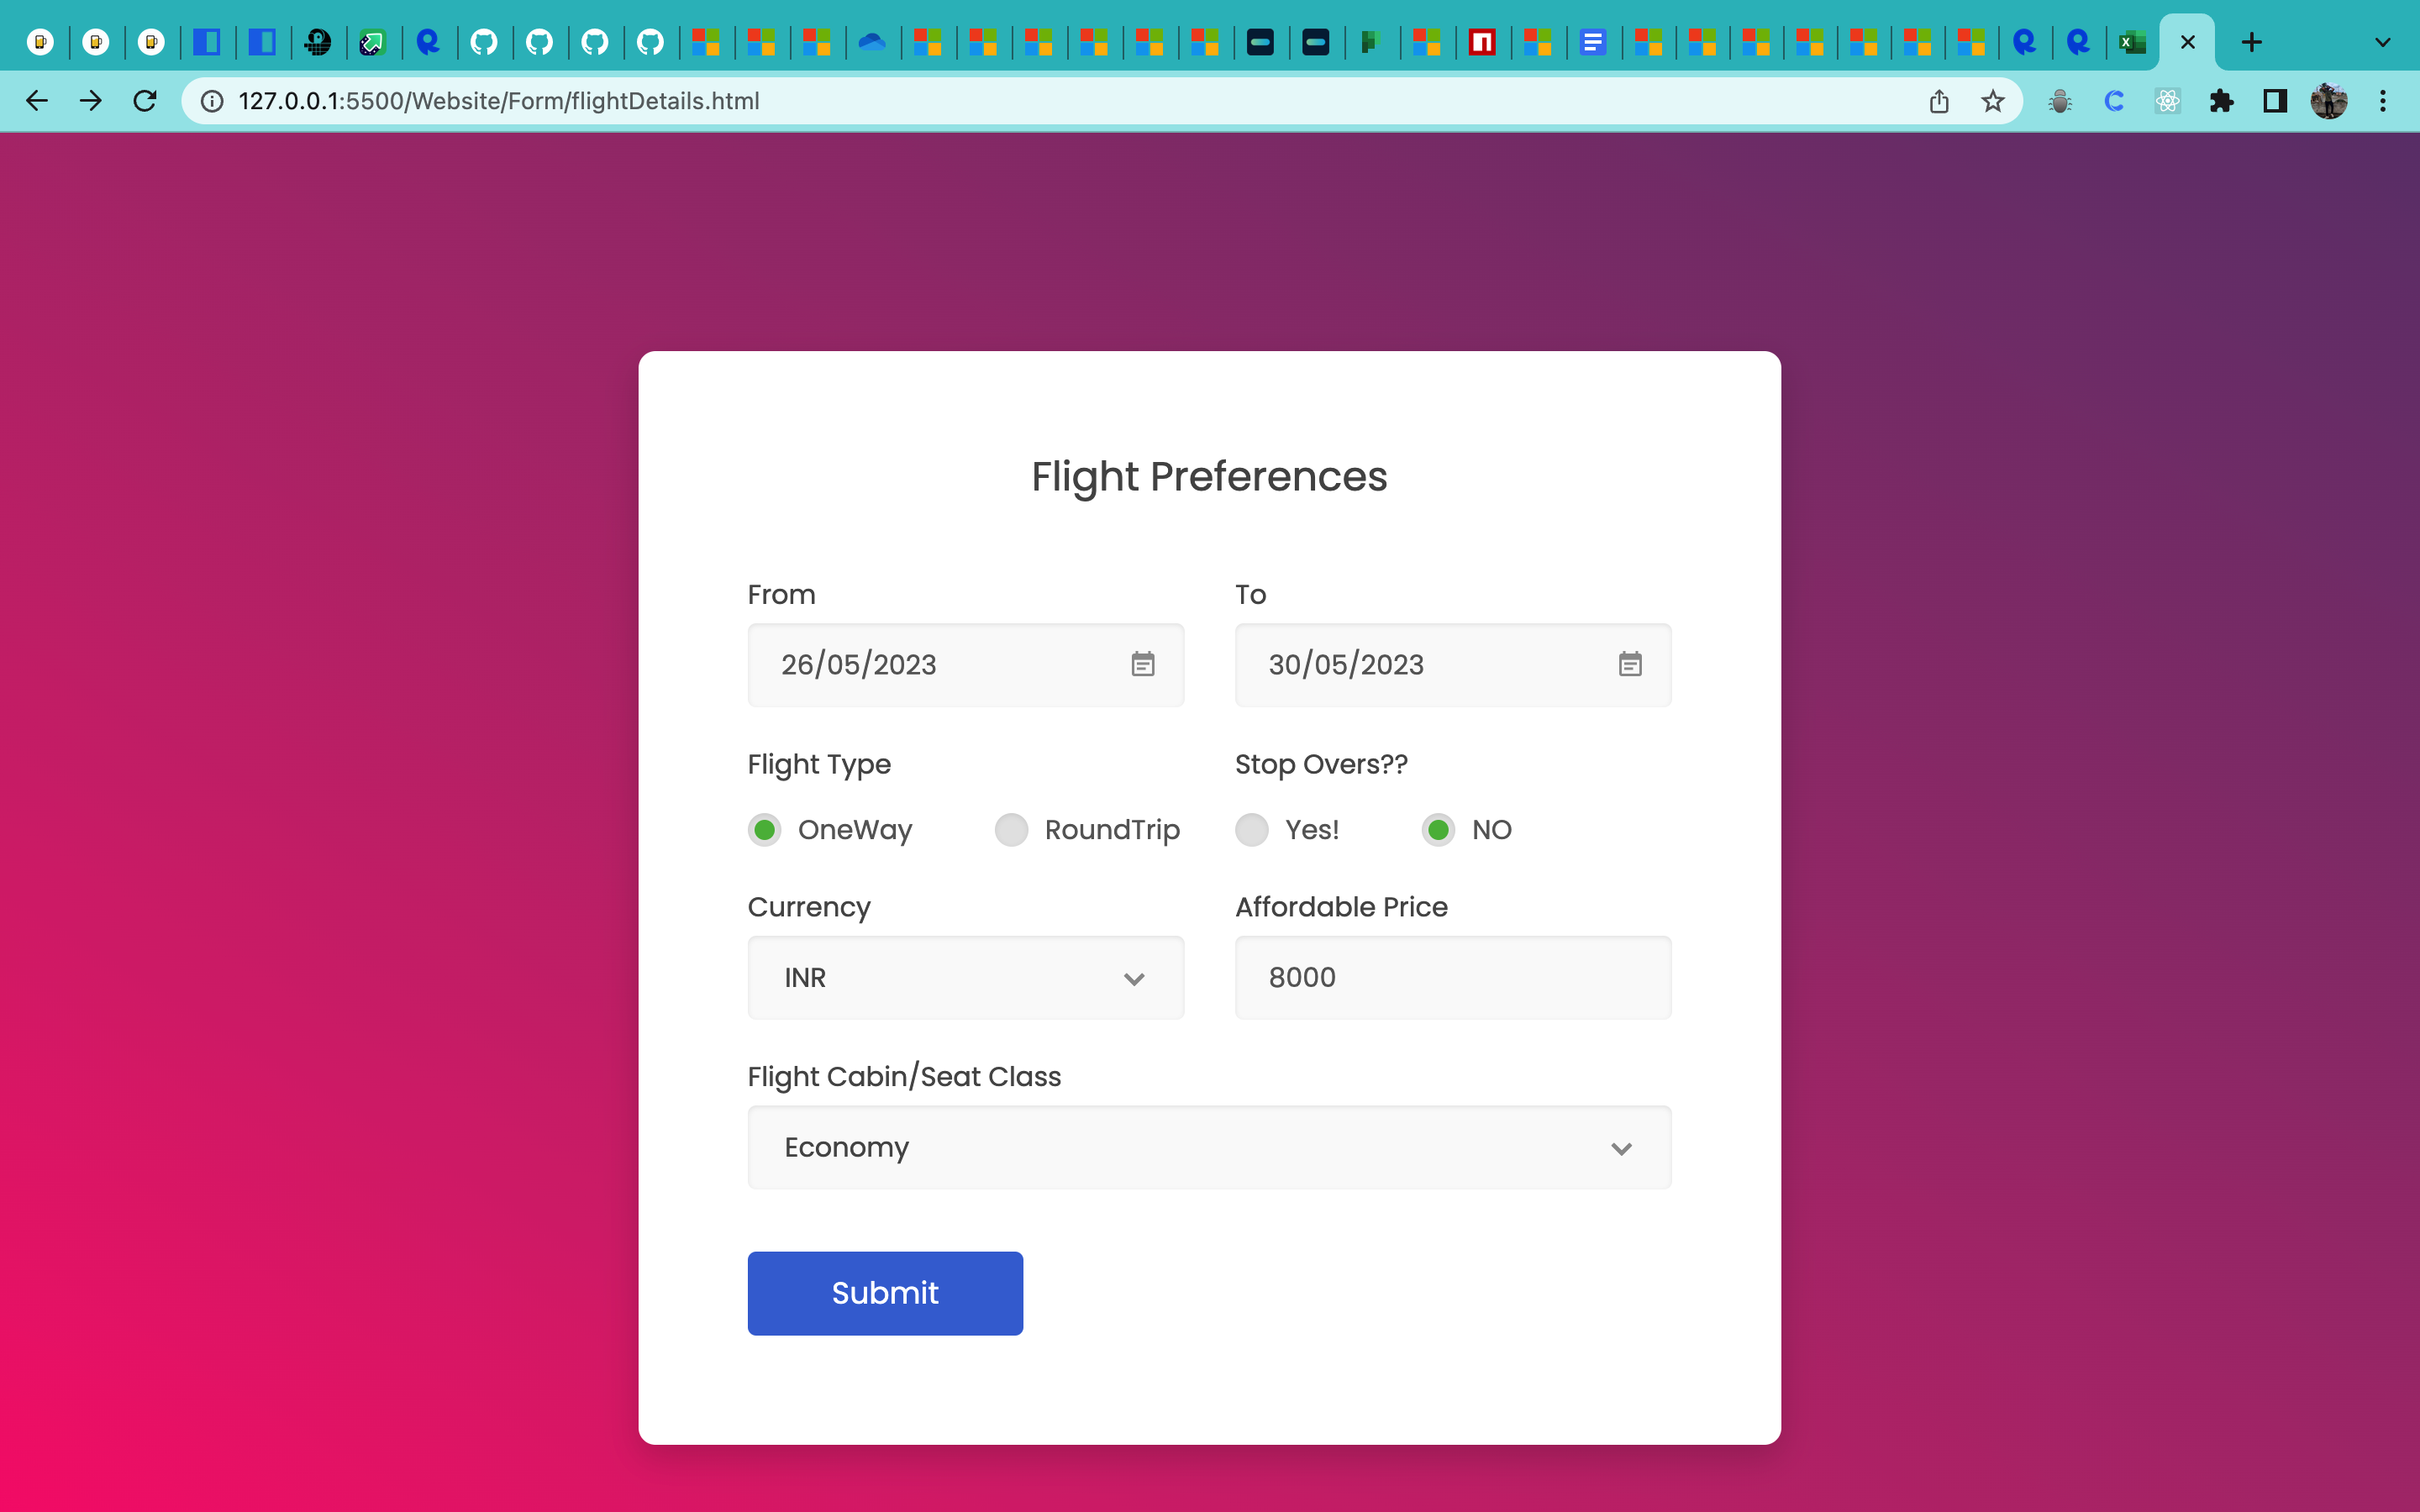 127.0.0.1:5500/Website/Form/flightDetails.html
Flight Preferences
From To
26/05/2023 30/05/2023
Flight Type Stop Overs??
OneWay RoundTrip Yes! NO
Currency Affordable Price
INR 8000
Flight Cabin/Seat Class
Economy
Submit